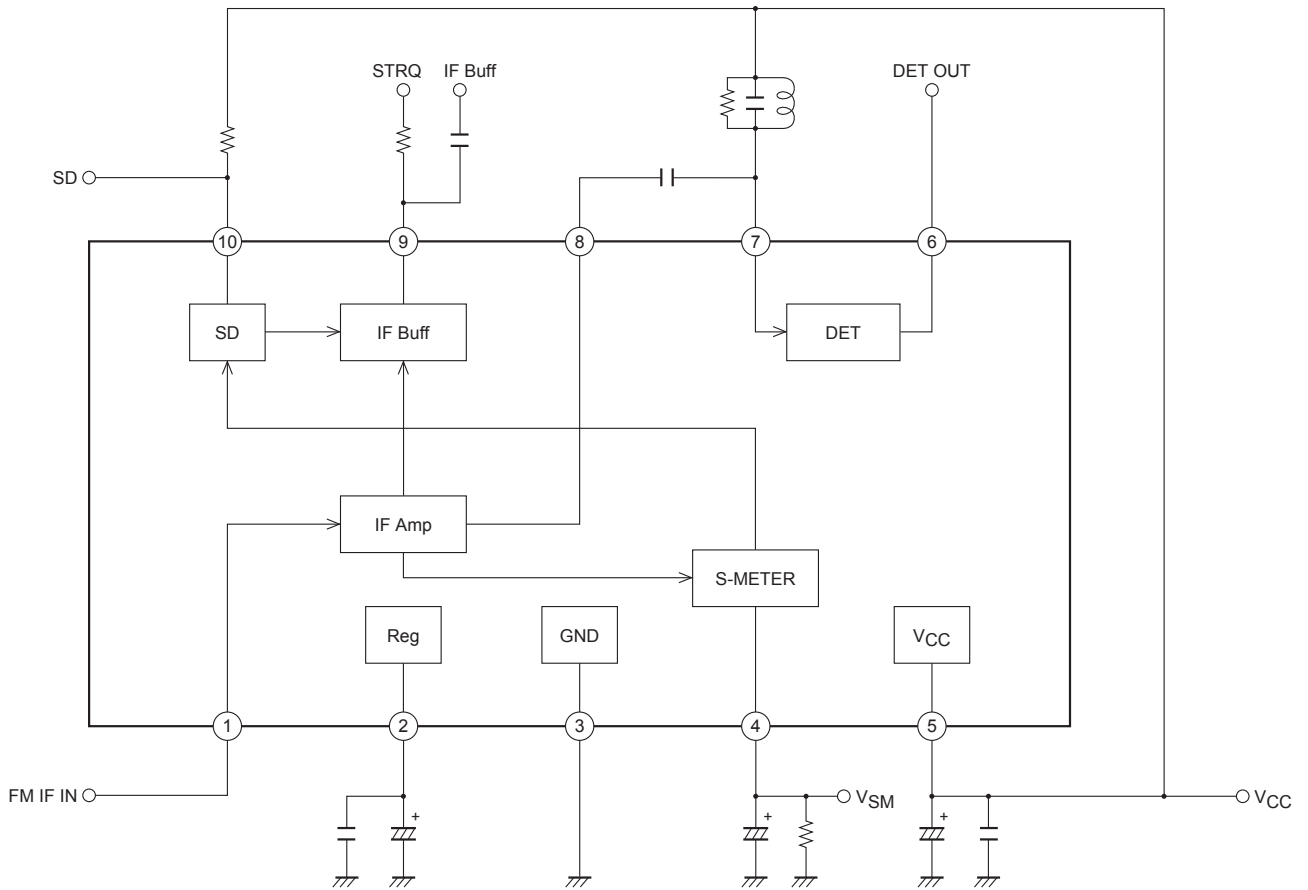 STRQ
IF Buff
DET OUT
SD
10
9
8
7
6
SD
IF Buff
DET
IF Amp
S-METER
Reg
GND
VCC
1
2
3
4
5
FM IF IN
+
+
VSM
+
VCC